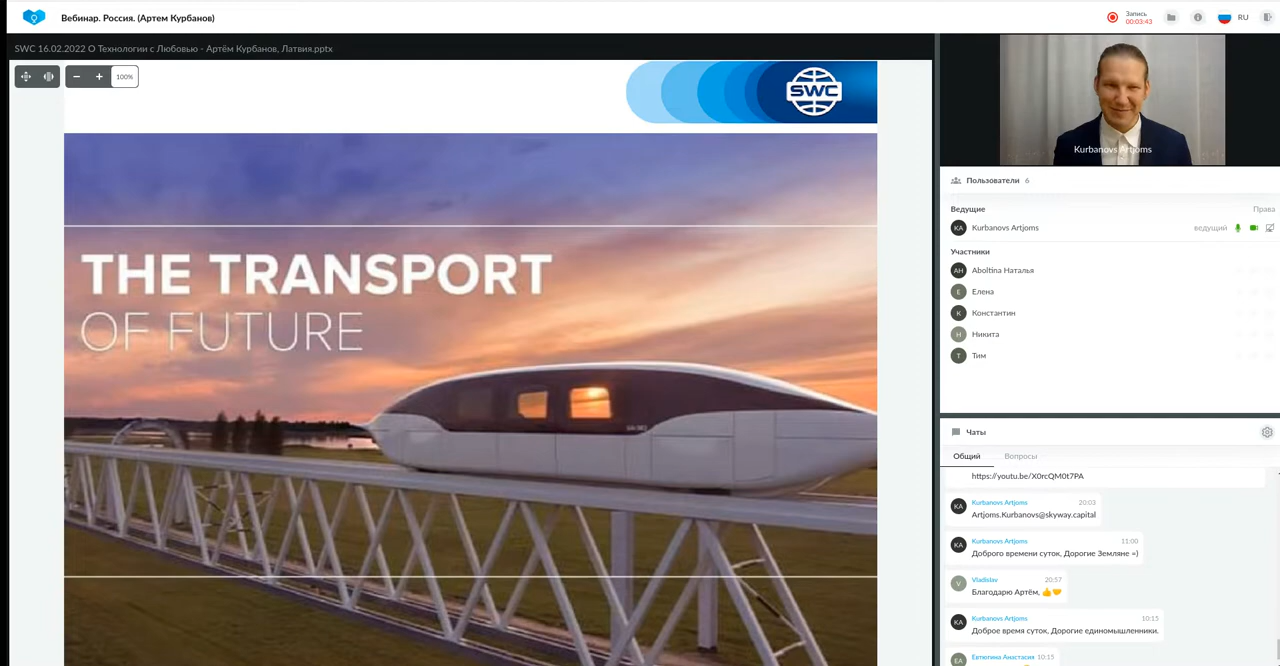 Вебинар. Россия. (Артем Курбанов)
Запись
00:03:43
RU
SWC 16.02.2022 О Технологии с Любовью - Артём Курбанов, Латвия.pptx
100%
SWC
THE TRANSPORT
OF FUTURE
Kurbanovs Artjoms
Пользователи 6
Ведущие
Права
KA Kurbanovs Artjoms
ведущий
Участники
AH Aboltina Наталья
Е Елена
К Константин
Н Никита
Т Тим
Чаты
Общий
Вопросы
https://youtu.be/X0rcQM0t7PA
KA Kurbanovs Artjoms 20:03
Artjoms.Kurbanovs@skyway.capital
KA Kurbanovs Artjoms 11:00
Доброго времени суток, Дорогие Земляне =)
V Vladislav 20:57
Благодарю Артём, 👍🧡
KA Kurbanovs Artjoms 10:15
Доброе время суток, Дорогие единомышленники.
ЕА Евтюгина Анастасия 10:15